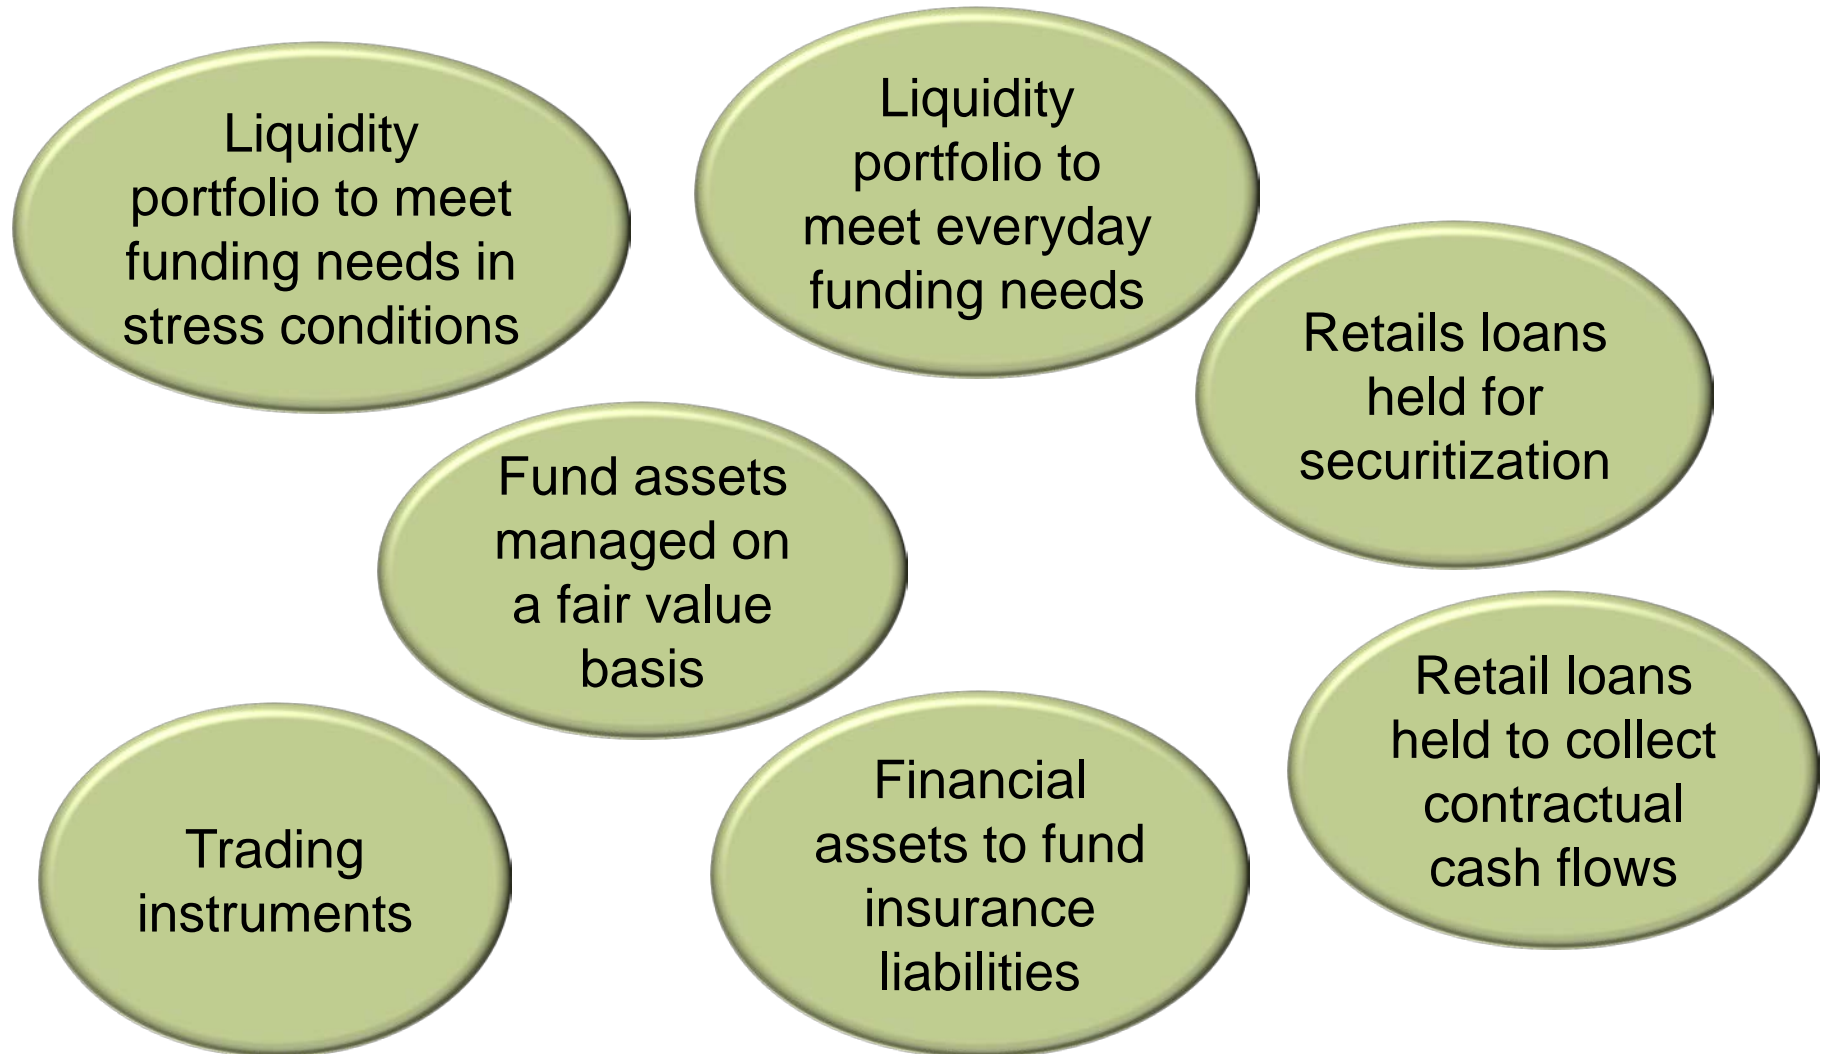 Liquidity
portfolio to meet
funding needs in
stress conditions
Liquidity
portfolio to
meet everyday
funding needs
Retails loans
held for
securitization
Fund assets
managed on
a fair value
basis
Retail loans
held to collect
contractual
cash flows
Trading
instruments
Financial
assets to fund
insurance
liabilities